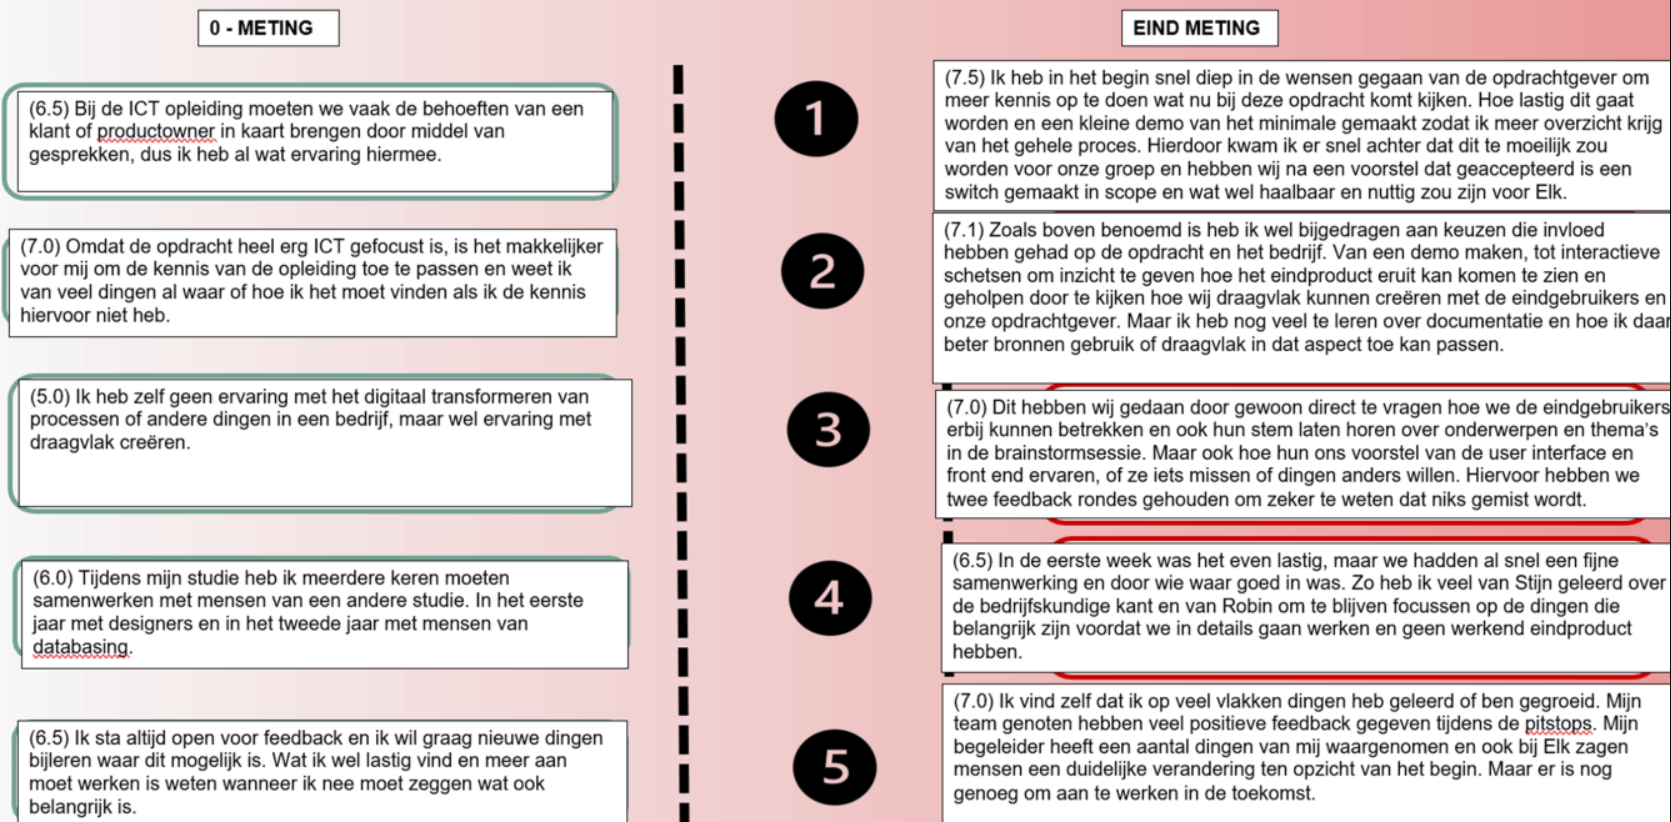 0 - METING
EIND METING
(6.5) Bij de ICT opleiding moeten we vaak de behoeften van een
klant of productowner in kaart brengen door middel van
gesprekken, dus ik heb al wat ervaring hiermee.
1
(7.5) Ik heb in het begin snel diep in de wensen gegaan van de opdrachtgever om
meer kennis op te doen wat nu bij deze opdracht komt kijken. Hoe lastig dit gaat
worden en een kleine demo van het minimale gemaakt zodat ik meer overzicht krijg
van het gehele proces. Hierdoor kwam ik er snel achter dat dit te moeilijk zou
worden voor onze groep en hebben wij na een voorstel dat geaccepteerd is een
switch gemaakt in scope en wat wel haalbaar en nuttig zou zijn voor Elk.
(7.0) Omdat de opdracht heel erg ICT gefocust is, is het makkelijker
voor mij om de kennis van de opleiding toe te passen en weet ik
van veel dingen al waar of hoe ik het moet vinden als ik de kennis
hiervoor niet heb.
2
(7.1) Zoals boven benoemd is heb ik wel bijgedragen aan keuzen die invloed
hebben gehad op de opdracht en het bedrijf. Van een demo maken, tot interactieve
schetsen om inzicht te geven hoe het eindproduct eruit kan komen te zien en
geholpen door te kijken hoe wij draagvlak kunnen creëren met de eindgebruikers en
onze opdrachtgever. Maar ik heb nog veel te leren over documentatie en hoe ik daar
beter bronnen gebruik of draagvlak in dat aspect toe kan passen.
(5.0) Ik heb zelf geen ervaring met het digitaal transformeren van
processen of andere dingen in een bedrijf, maar wel ervaring met
draagvlak creëren.
3
(7.0) Dit hebben wij gedaan door gewoon direct te vragen hoe we de eindgebruikers
erbij kunnen betrekken en ook hun stem laten horen over onderwerpen en thema's
in de brainstormsessie. Maar ook hoe hun ons voorstel van de user interface en
front end ervaren, of ze iets missen of dingen anders willen. Hiervoor hebben we
twee feedback rondes gehouden om zeker te weten dat niks gemist wordt.
(6.0) Tijdens mijn studie heb ik meerdere keren moeten
samenwerken met mensen van een andere studie. In het eerste
jaar met designers en in het tweede jaar met mensen van
databasing.
4
(6.5) In de eerste week was het even lastig, maar we hadden al snel een fijne
samenwerking en door wie waar goed in was. Zo heb ik veel van Stijn geleerd over
de bedrijfskundige kant en van Robin om te blijven focussen op de dingen die
belangrijk zijn voordat we in details gaan werken en geen werkend eindproduct
hebben.
(6.5) Ik sta altijd open voor feedback en ik wil graag nieuwe dingen
bijleren waar dit mogelijk is. Wat ik wel lastig vind en meer aan
moet werken is weten wanneer ik nee moet zeggen wat ook
belangrijk is.
5
(7.0) Ik vind zelf dat ik op veel vlakken dingen heb geleerd of ben gegroeid. Mijn
team genoten hebben veel positieve feedback gegeven tijdens de pitstops. Mijn
begeleider heeft een aantal dingen van mij waargenomen en ook bij Elk zagen
mensen een duidelijke verandering ten opzicht van het begin. Maar er is nog
genoeg om aan te werken in de toekomst.